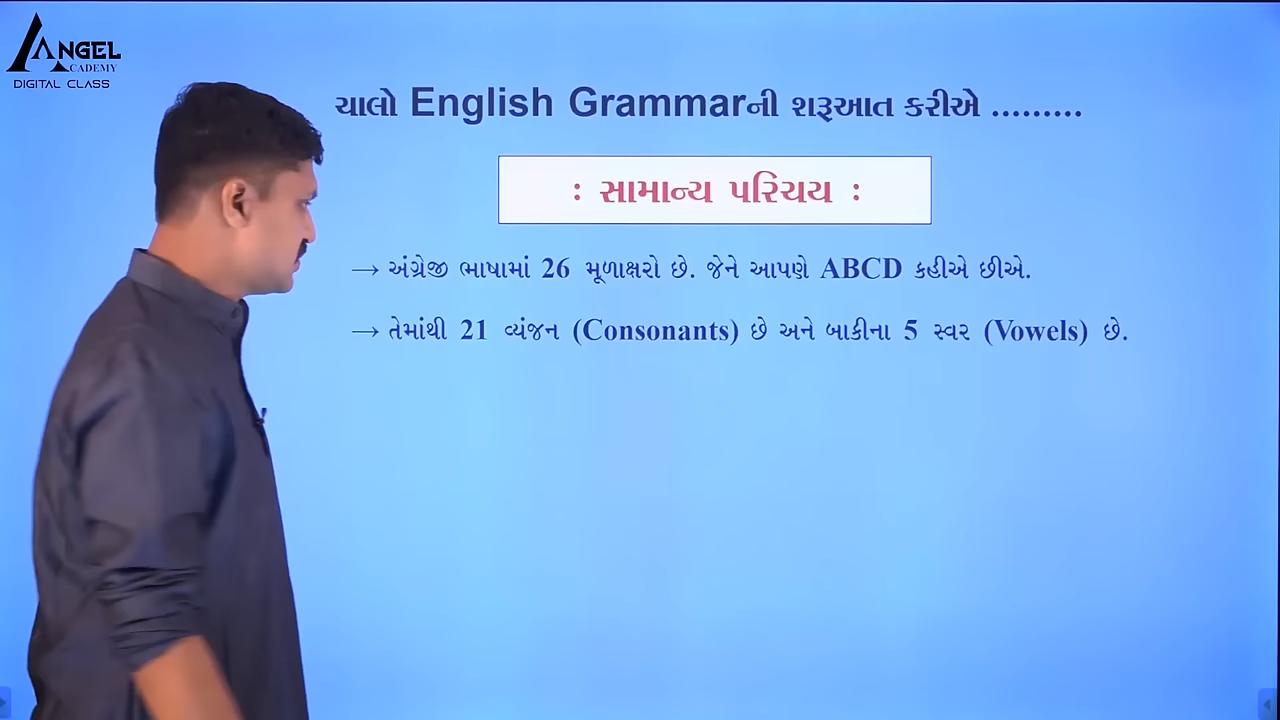 ANGEL
ACADEMY
DIGITAL CLASS
ચાલો English Grammarની શરૂઆત કરીએ .........
: સામાન્ય પરિચય :
→ અંગ્રેજી ભાષામાં 26 મૂળાક્ષરો છે. જેને આપણે ABCD કહીએ છીએ.
→ તેમાંથી 21 વ્યંજન (Consonants) છે અને બાકીના 5 સ્વર (Vowels) છે.